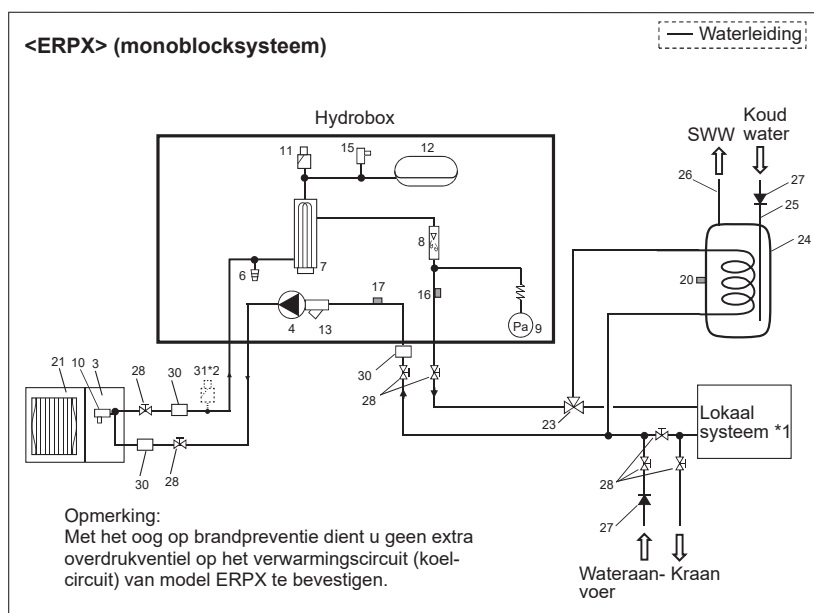 <ERPX> (monoblocksysteem)
Waterleiding
Hydrobox
SWW
Koud
water
11
15
12
26
27
25
24
8
6
7
20
17
16
4
13
Pa
9
21
10
3
28
30
31*2
30
28
23
Lokaal
systeem *1
30
28
28
27
Opmerking:
Met het oog op brandpreventie dient u geen extra
overdrukventiel op het verwarmingscircuit (koel-
circuit) van model ERPX te bevestigen.
Wateraan-
voer
Kraan